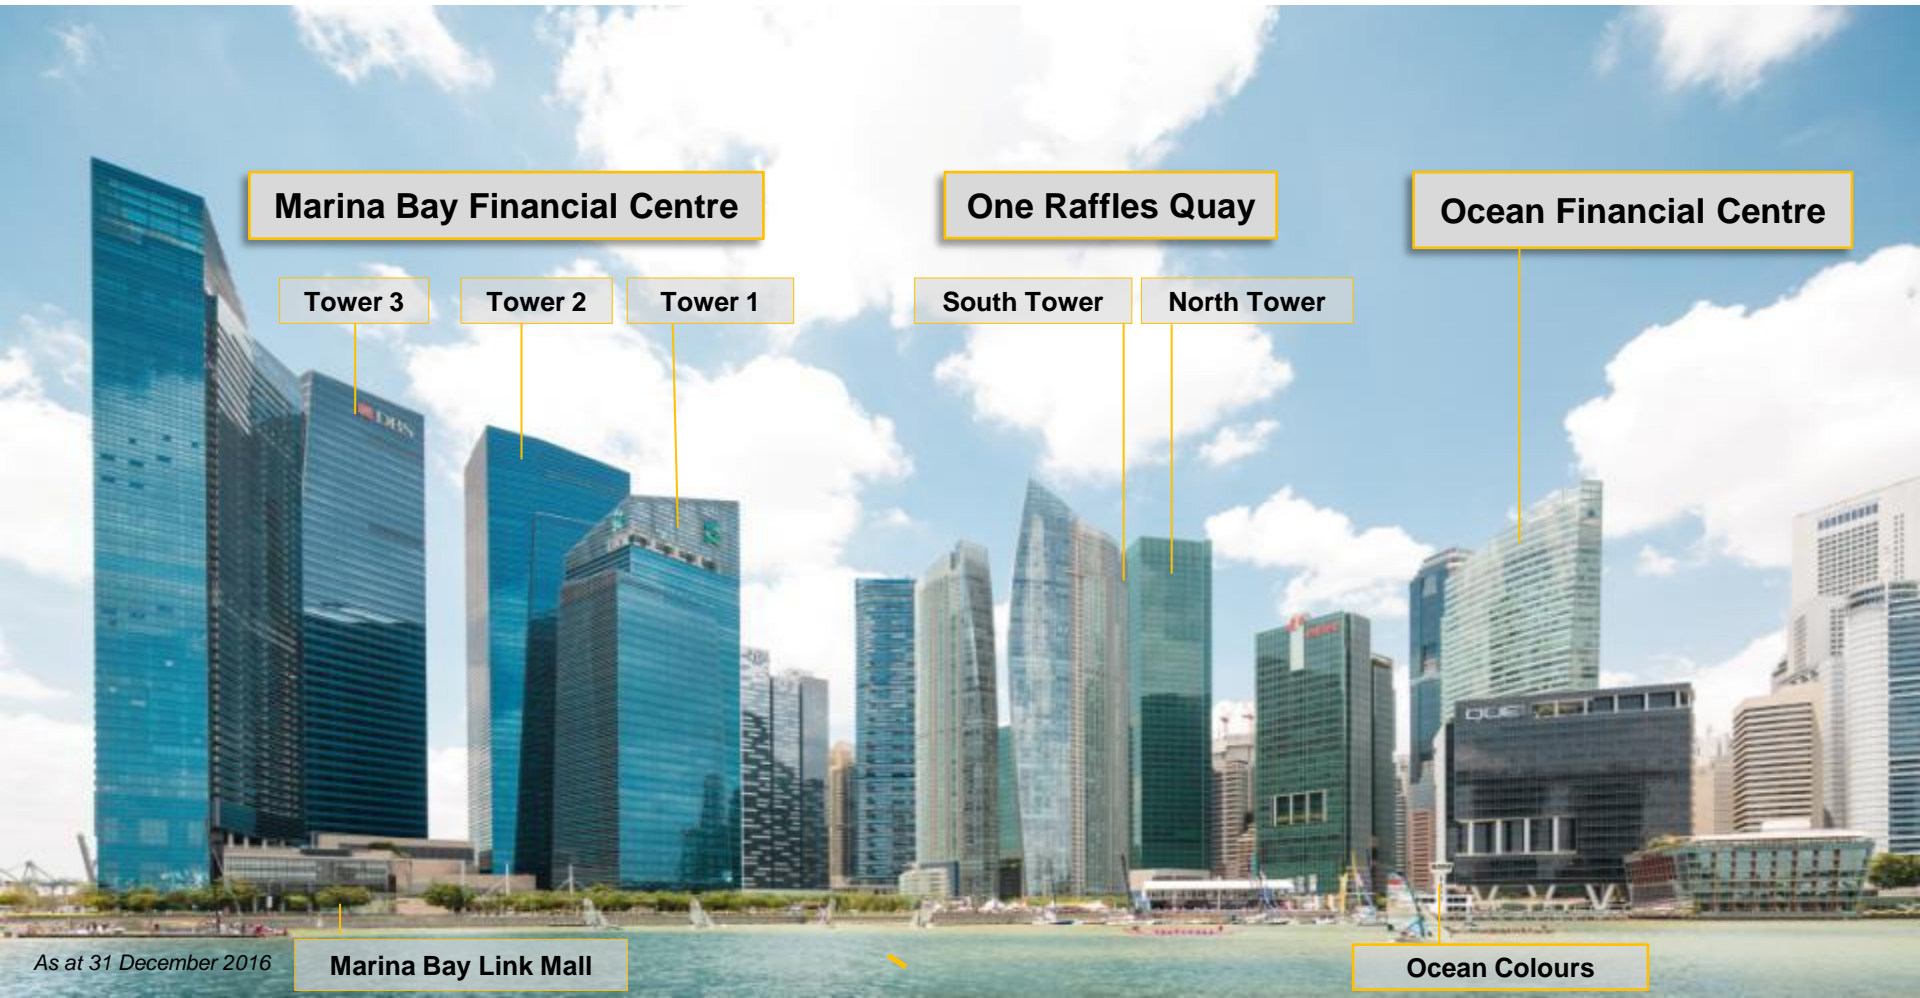 Marina Bay Financial Centre
One Raffles Quay
Ocean Financial Centre
Tower 3
Tower 2
Tower 1
South Tower
North Tower
DBS
OUE
As at 31 December 2016
Marina Bay Link Mall
Ocean Colours